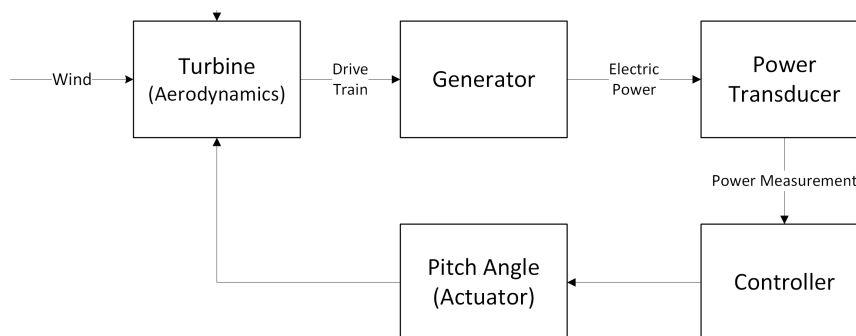 Wind
Turbine
(Aerodynamics)
Drive
Train
Generator
Electric
Power
Power
Transducer
Power Measurement
Pitch Angle
(Actuator)
Controller